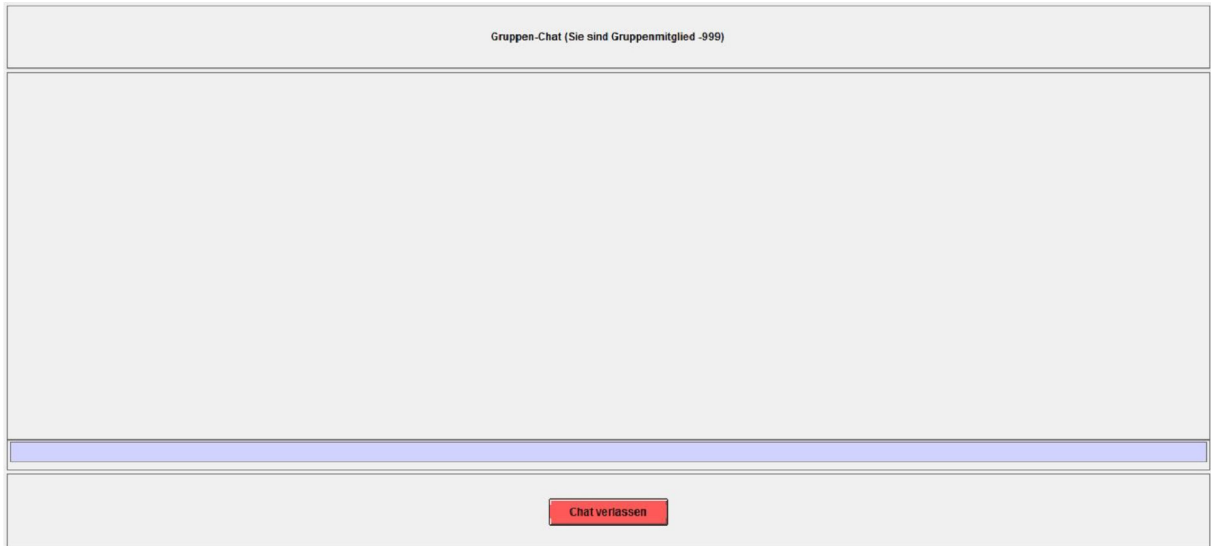 Gruppen-Chat (Sie sind Gruppenmitglied -999)
Chat verlassen